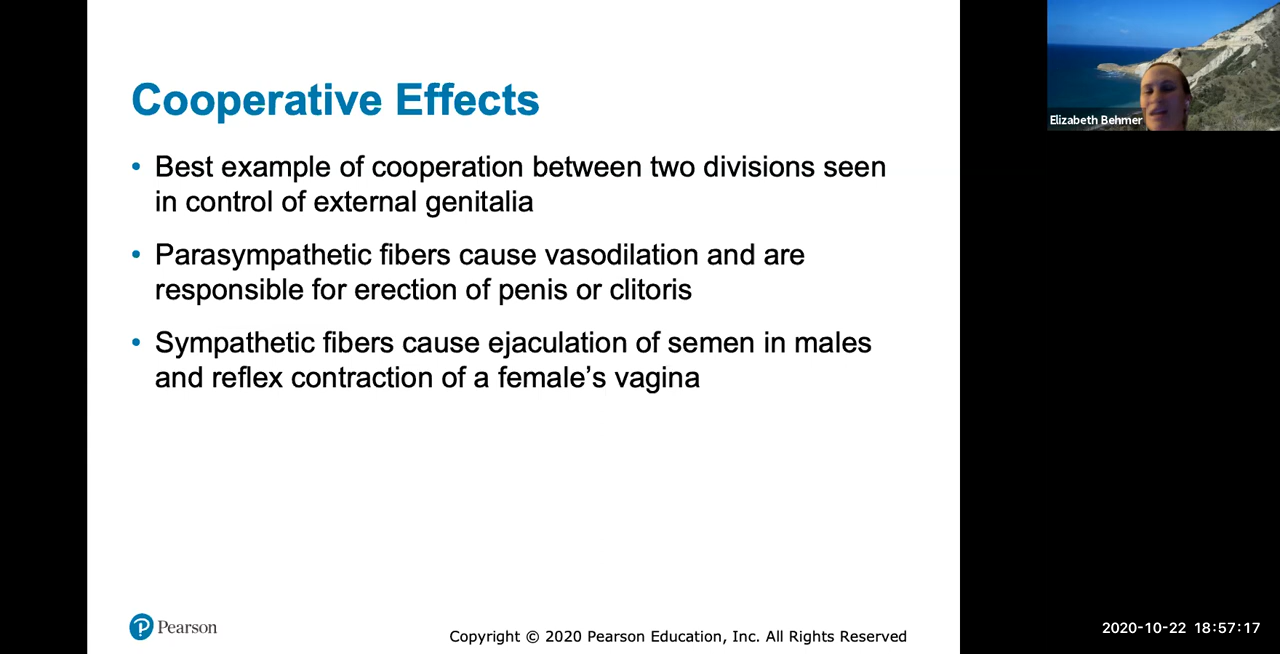 Cooperative Effects
• Best example of cooperation between two divisions seen
in control of external genitalia
• Parasympathetic fibers cause vasodilation and are
responsible for erection of penis or clitoris
• Sympathetic fibers cause ejaculation of semen in males
and reflex contraction of a female’s vagina
P Pearson
Copyright © 2020 Pearson Education, Inc. All Rights Reserved
Elizabeth Behmer
2020-10-22 18:57:17